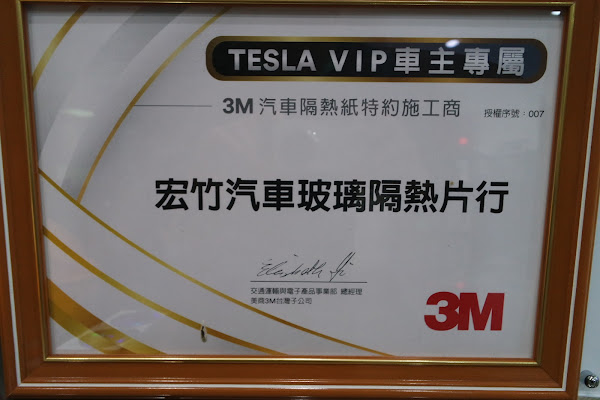 TESLA VIP車主專屬
3M 汽車隔熱紙特約施工商
授權序號：007
宏竹汽車玻璃隔熱片行
交通運輸與電子產品事業部 總經理
美商3M台灣子公司
3M